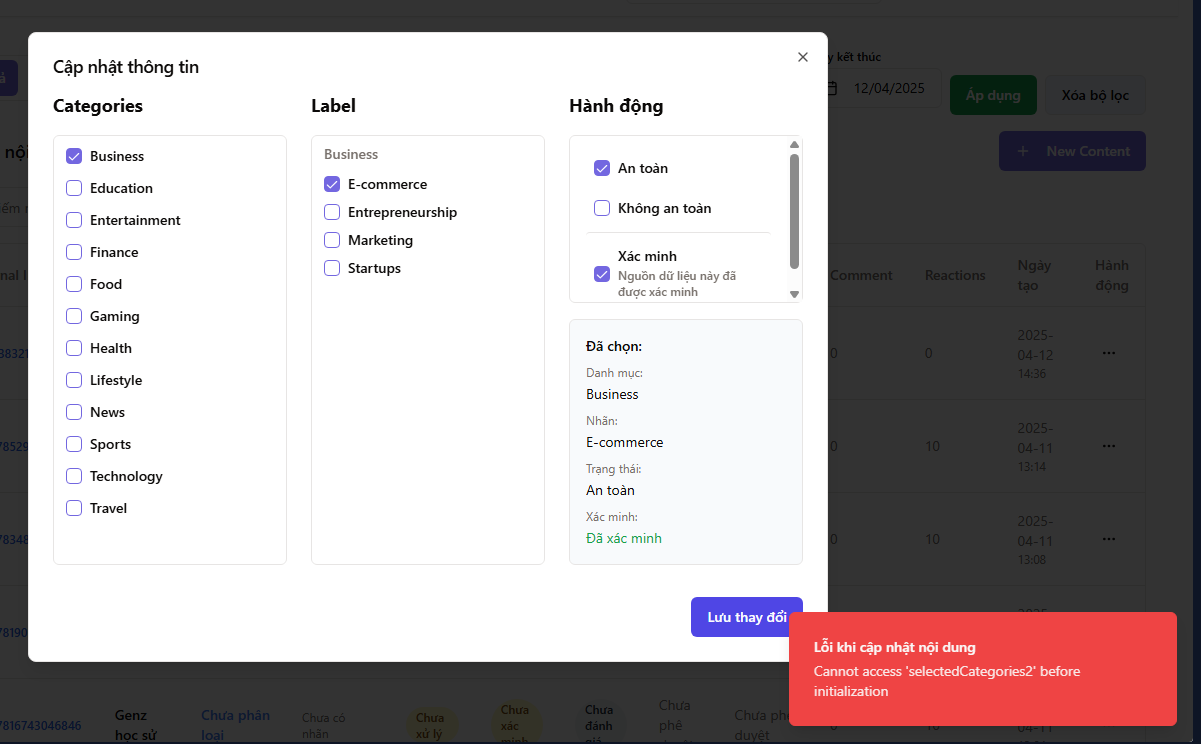 Cập nhật thông tin
Categories
Business
Education
Entertainment
Finance
Food
Gaming
Health
Lifestyle
News
Sports
Technology
Travel
Label
Business
E-commerce
Entrepreneurship
Marketing
Startups
Hành động
An toàn
Không an toàn
Xác minh
Nguồn dữ liệu này đã
được xác minh
Đã chọn:
Danh mục:
Business
Nhãn:
E-commerce
Trạng thái:
An toàn
Xác minh:
Đã xác minh
Lưu thay đổi
Lỗi khi cập nhật nội dung
Cannot access 'selectedCategories2' before
initialization
kết thúc
12/04/2025
Áp dụng
Xóa bộ lọc
+ New Content
Comment
Reactions
Ngày
tạo
Hành
động
0
0
2025-
04-12
14:36
0
10
2025-
04-11
13:14
0
10
2025-
04-11
13:08
7816743046846
Genz
học sử
Chưa phân
loại
Chưa có
nhãn
Chưa
xử lý
Chưa
xác
minh
Chưa
đánh
giá
Chưa
phê
duyệt